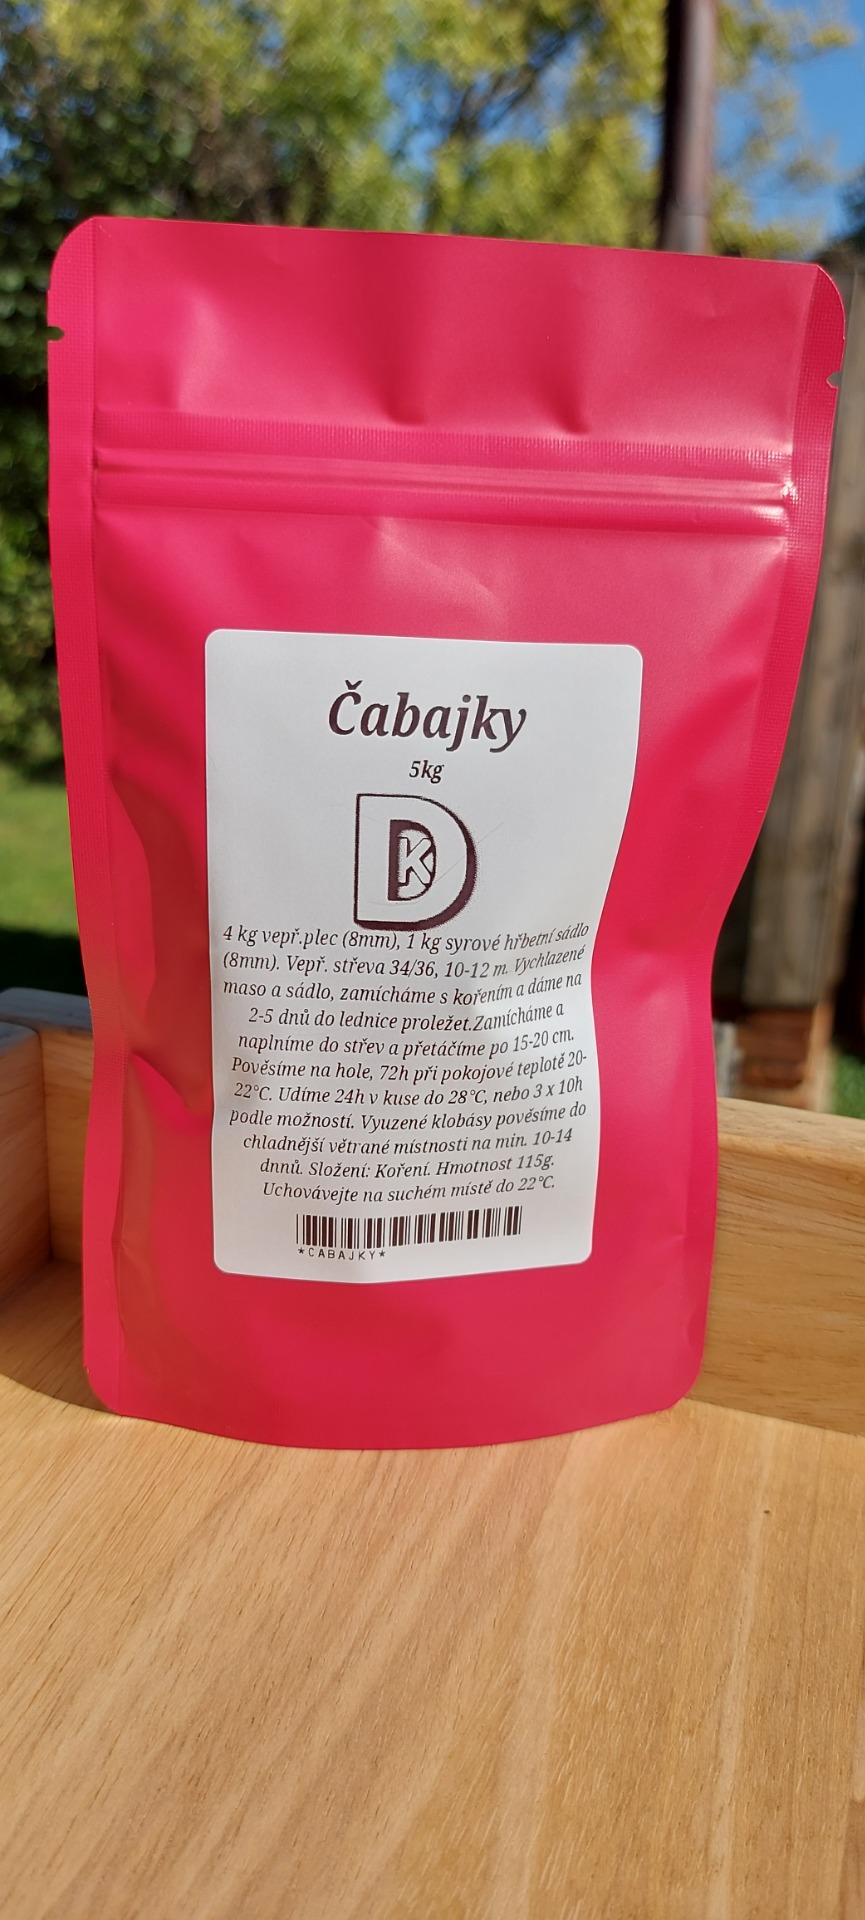 Čabajky
5kg
DK
4 kg vepř.plec (8mm), 1 kg syrové hřbetní sádlo
(8mm). Vepř. střeva 34/36, 10-12 m. Vychlazené
maso a sádlo, zamícháme s kořením a dáme na
2-5 dnů do lednice proležet.Zamícháme a
naplníme do střev a přetáčíme po 15-20 cm.
Pověsíme na hole, 72h při pokojové teplotě 20-
22°C. Udíme 24h v kuse do 28°C, nebo 3 x 10h
podle možností. Vyuzené klobásy pověsíme do
chladnější větrané místnosti na min. 10-14
dnnů. Složení: Koření. Hmotnost 115g.
Uchovávejte na suchém místě do 22°C.
*CABAJKY*